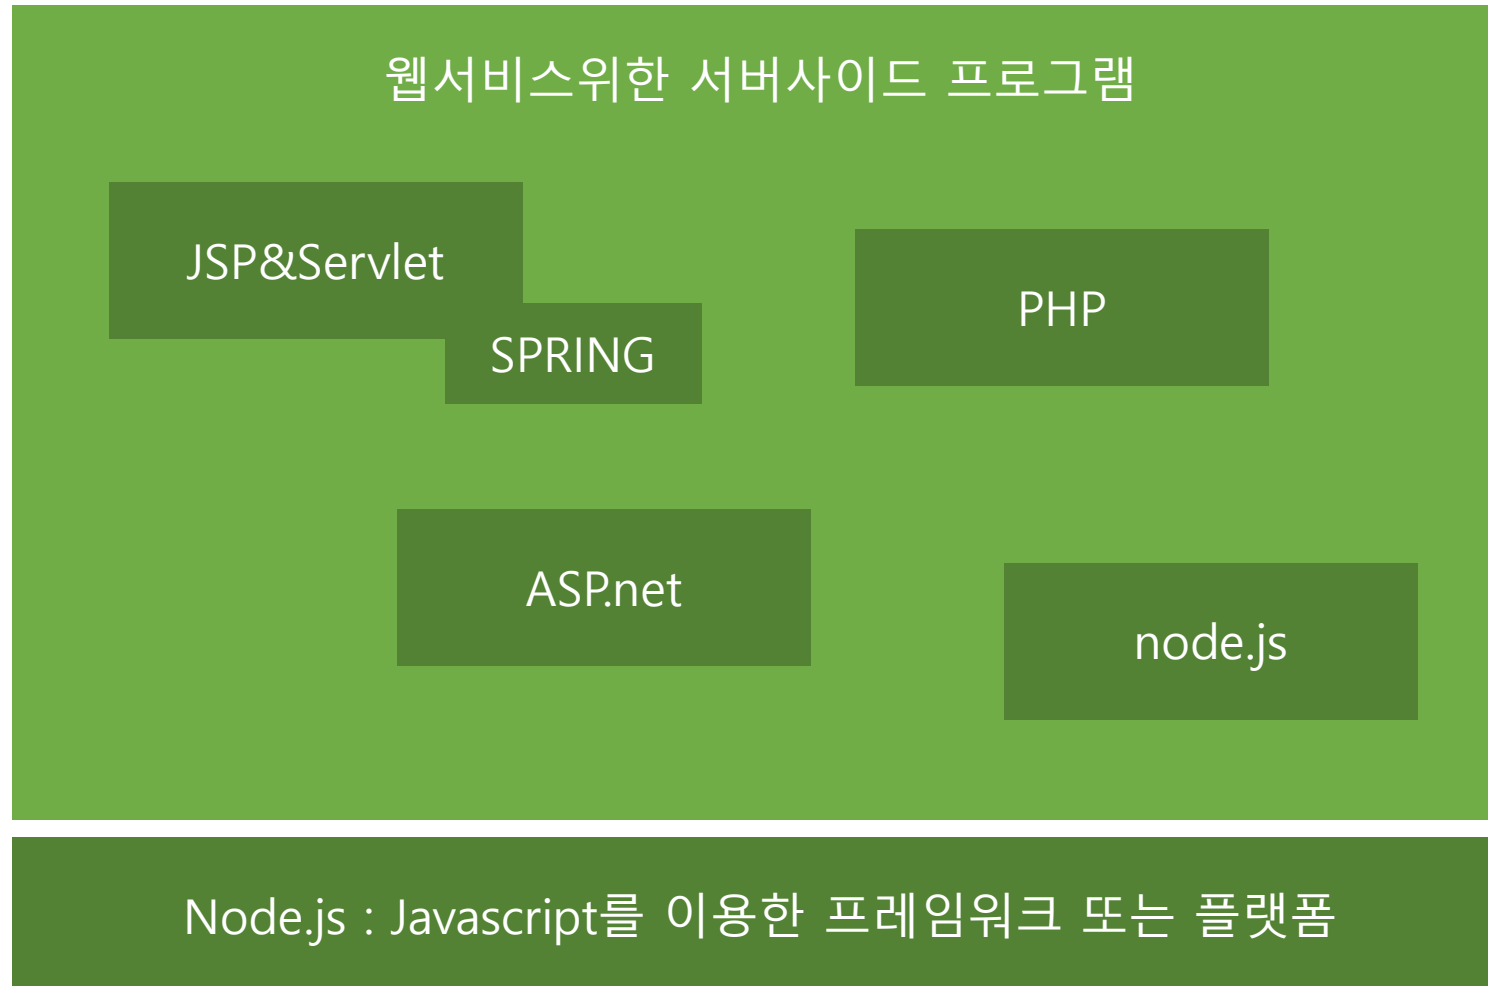 웹서비스위한 서버사이드 프로그램
JSP&Servlet
SPRING
PHP
ASP.net
node.js
Node.js : Javascript를 이용한 프레임워크 또는 플랫폼